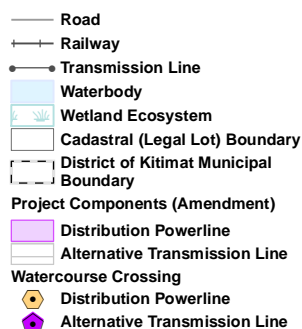 Road
Railway
Transmission Line
Waterbody
Wetland Ecosystem
Cadastral (Legal Lot) Boundary
District of Kitimat Municipal
Boundary
Project Components (Amendment)
Distribution Powerline
Alternative Transmission Line
Watercourse Crossing
Distribution Powerline
Alternative Transmission Line